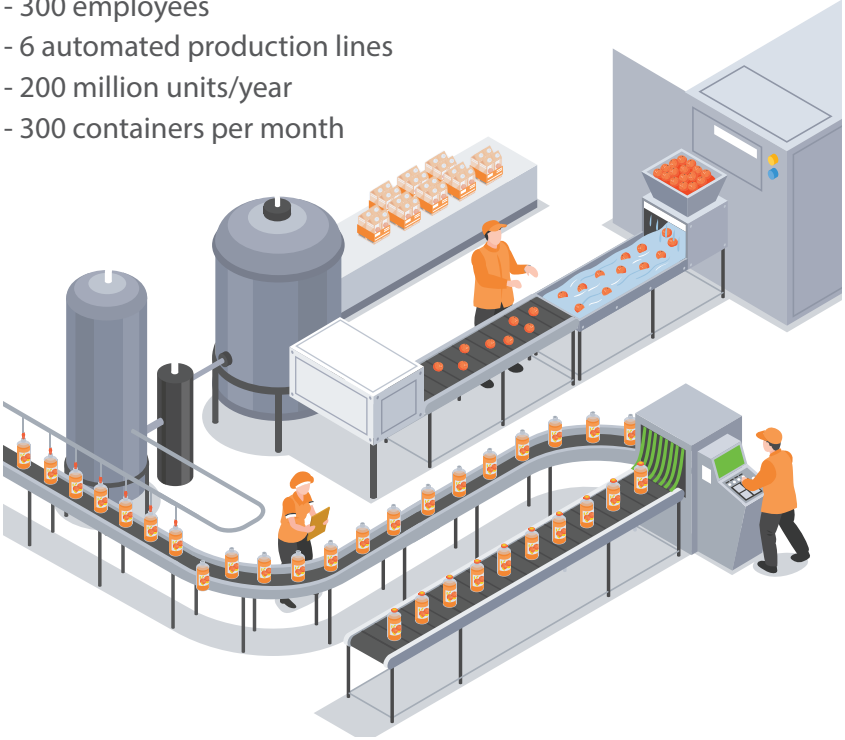 - 300 employees
- 6 automated production lines
- 200 million units/year
- 300 containers per month